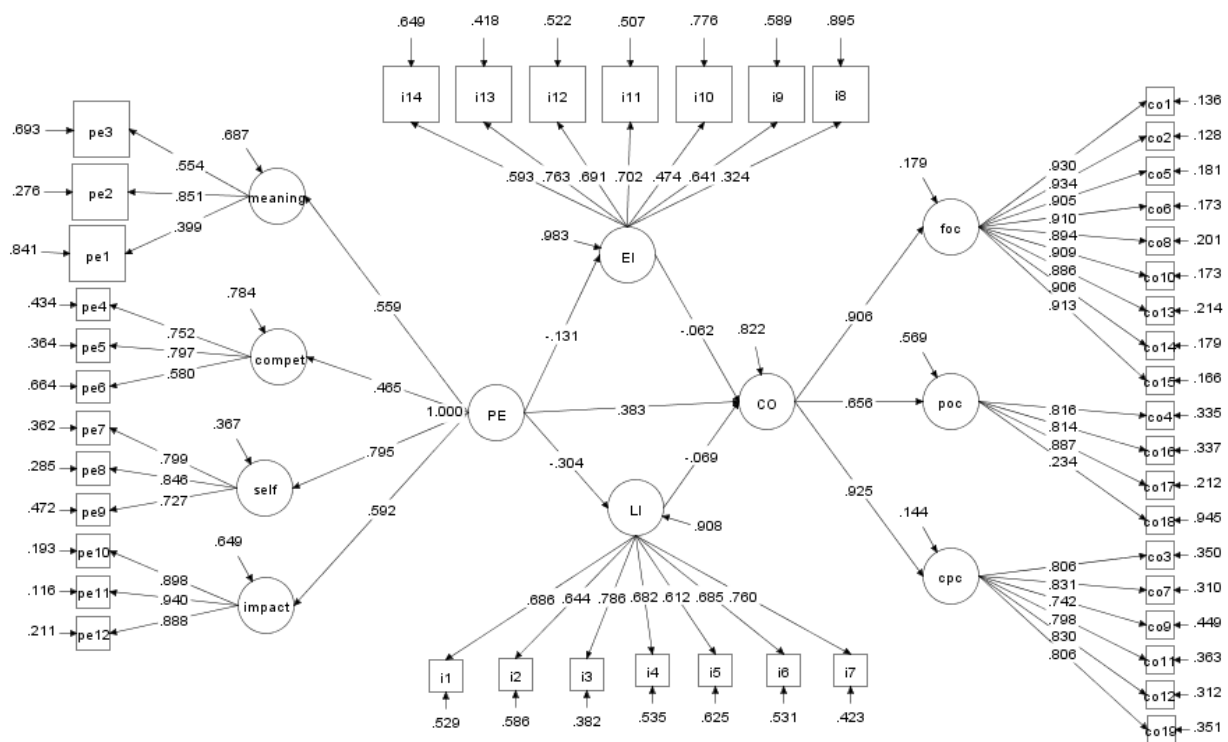 .649 .418 .522 .507 .776 .589 .895
i14 i13 i12 i11 i10 i9 i8
.593 .763 .691 .702 .474 .641 .324
.983
EI
.693 pe3
.276 pe2
.841 pe1
.554
.851
.399
.687
meaning
.434 pe4
.364 pe5
.664 pe6
.752
.797
.580
.784
compet
.362 pe7
.285 pe8
.472 pe9
.799
.846
.727
.367
self
.193 pe10
.116 pe11
.211 pe12
.898
.940
.888
.649
impact
.559
.465
.795
.592
1.000
PE
-.131
.383
-.304
-.062
-.069
.822
CO
LI
.908
.686 .644 .786 .682 .612 .685 .760
i1 i2 i3 i4 i5 i6 i7
.529 .586 .382 .535 .625 .531 .423
.906
.656
.925
.179
foc
.930
.934
.905
.910
.894
.909
.886
.906
.913
co1 .136
co2 .128
co5 .181
co6 .173
co8 .201
co10 .173
co13 .214
co14 .179
co15 .166
.569
poc
.816
.814
.887
.234
co4 .335
co16 .337
co17 .212
co18 .945
.144
cpc
.806
.831
.742
.798
.830
.806
co3 .350
co7 .310
co9 .449
co11 .363
co12 .312
co19 .351